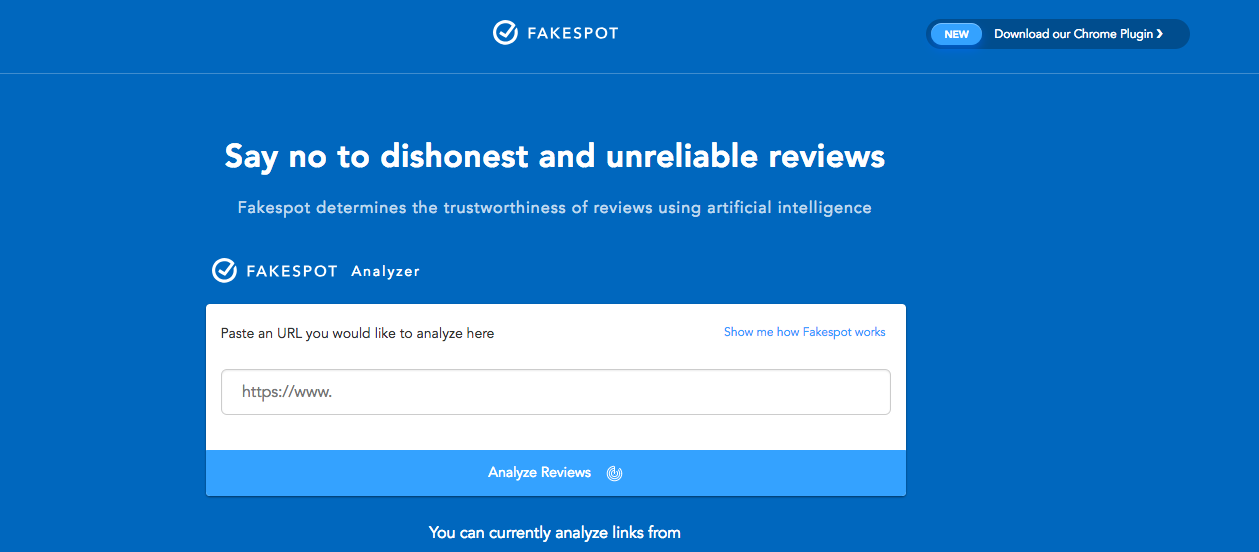 FAKESPOT
NEW Download our Chrome Plugin ❯
Say no to dishonest and unreliable reviews
Fakespot determines the trustworthiness of reviews using artificial intelligence
FAKESPOT Analyzer
Paste an URL you would like to analyze here
Show me how Fakespot works
https://www.
Analyze Reviews
You can currently analyze links from